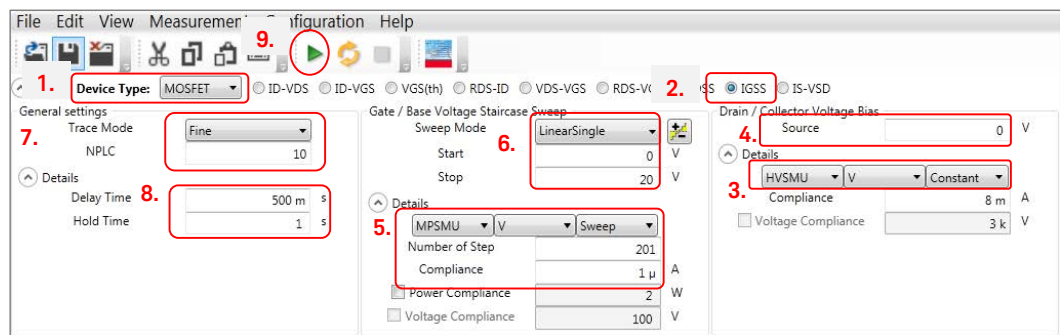 File Edit View Measurement Configuration Help
9.
1. Device Type: MOSFET ID-VDS ID-VGS VGS(th) RDS-ID VDS-VGS 2. IGSS IS-VSD
General settings Gate / Base Voltage Staircase Sweep Drain / Collector Voltage Bias
7. Trace Mode Fine 6. Sweep Mode LinearSingle 4. Source 0 V
NPLC 10 Start 0 V Details
Details Stop 20 V 3. HVSMU V Constant
8. Delay Time 500 m s Details Compliance 8 m A
Hold Time 1 s 5. MPSMU V Sweep Voltage Compliance 3 k V
Number of Step 201
Compliance 1 μ A
Power Compliance 2 W
Voltage Compliance 100 V